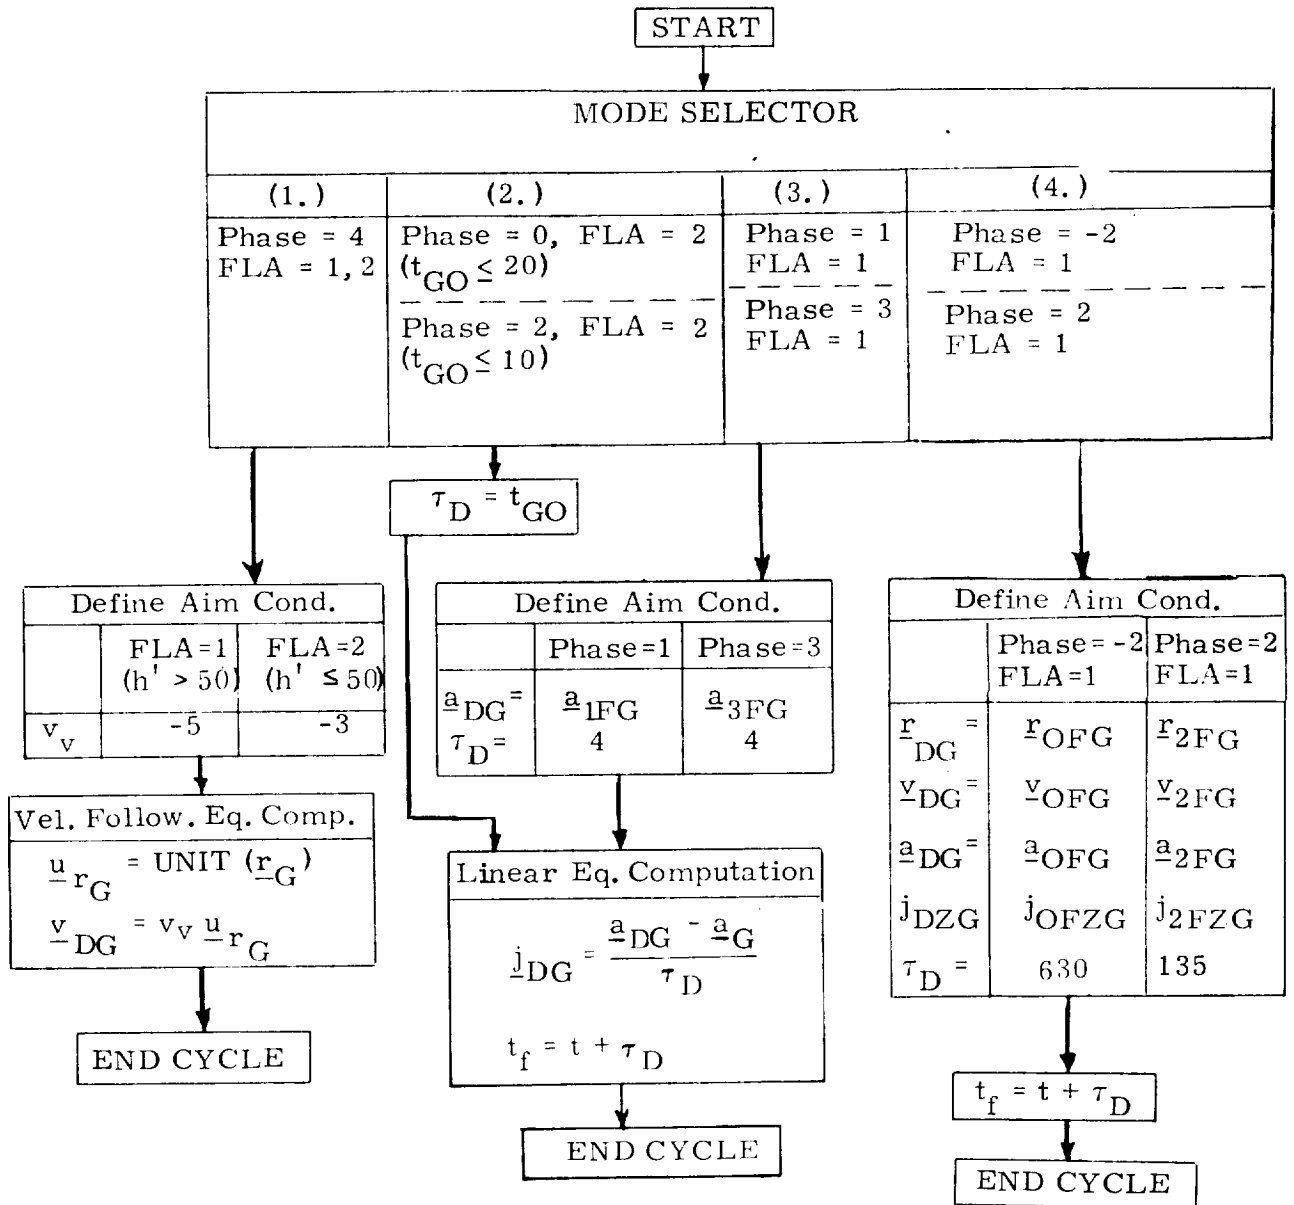 START
MODE SELECTOR
(1.)
Phase = 4
FLA = 1, 2
(2.)
Phase = 0, FLA = 2
(tGO ≤ 20)
Phase = 2, FLA = 2
(tGO ≤ 10)
(3.)
Phase = 1
FLA = 1
Phase = 3
FLA = 1
(4.)
Phase = -2
FLA = 1
Phase = 2
FLA = 1
τD = tGO
Define Aim Cond.
FLA=1 FLA=2
(h' > 50) (h' ≤ 50)
vv -5 -3
Vel. Follow. Eq. Comp.
u rG = UNIT (rG)
vDG = vv u rG
END CYCLE
Define Aim Cond.
Phase=1 Phase=3
aDG= a1FG a3FG
τD= 4 4
Linear Eq. Computation
jDG = aDG - aG
τD
tf = t + τD
END CYCLE
Define Aim Cond.
Phase=-2 Phase=2
FLA=1 FLA=1
rDG = rOFG r2FG
vDG= vOFG v2FG
aDG= aOFG a2FG
jDZG jOFZG j2FZG
τD = 630 135
tf = t + τD
END CYCLE